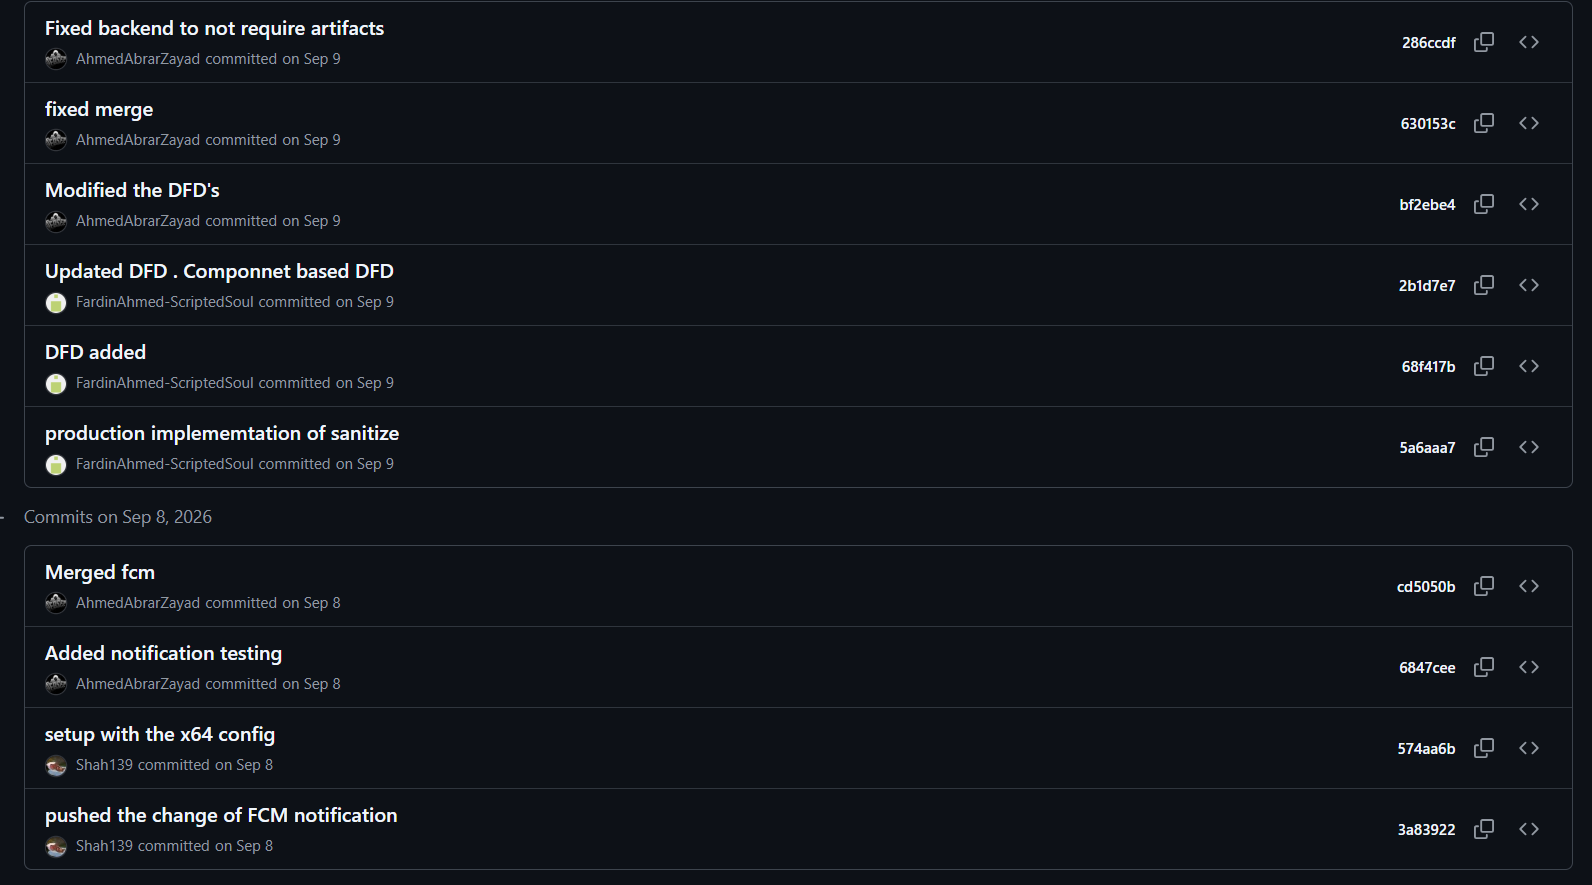 Fixed backend to not require artifacts
AhmedAbrarZayad committed on Sep 9
286ccdf
fixed merge
AhmedAbrarZayad committed on Sep 9
630153c
Modified the DFD's
AhmedAbrarZayad committed on Sep 9
bf2ebe4
Updated DFD . Componnet based DFD
FardinAhmed-ScriptedSoul committed on Sep 9
2b1d7e7
DFD added
FardinAhmed-ScriptedSoul committed on Sep 9
68f417b
production implememtation of sanitize
FardinAhmed-ScriptedSoul committed on Sep 9
5a6aaa7
Commits on Sep 8, 2026
Merged fcm
AhmedAbrarZayad committed on Sep 8
cd5050b
Added notification testing
AhmedAbrarZayad committed on Sep 8
6847cee
setup with the x64 config
Shah139 committed on Sep 8
574aa6b
pushed the change of FCM notification
Shah139 committed on Sep 8
3a83922